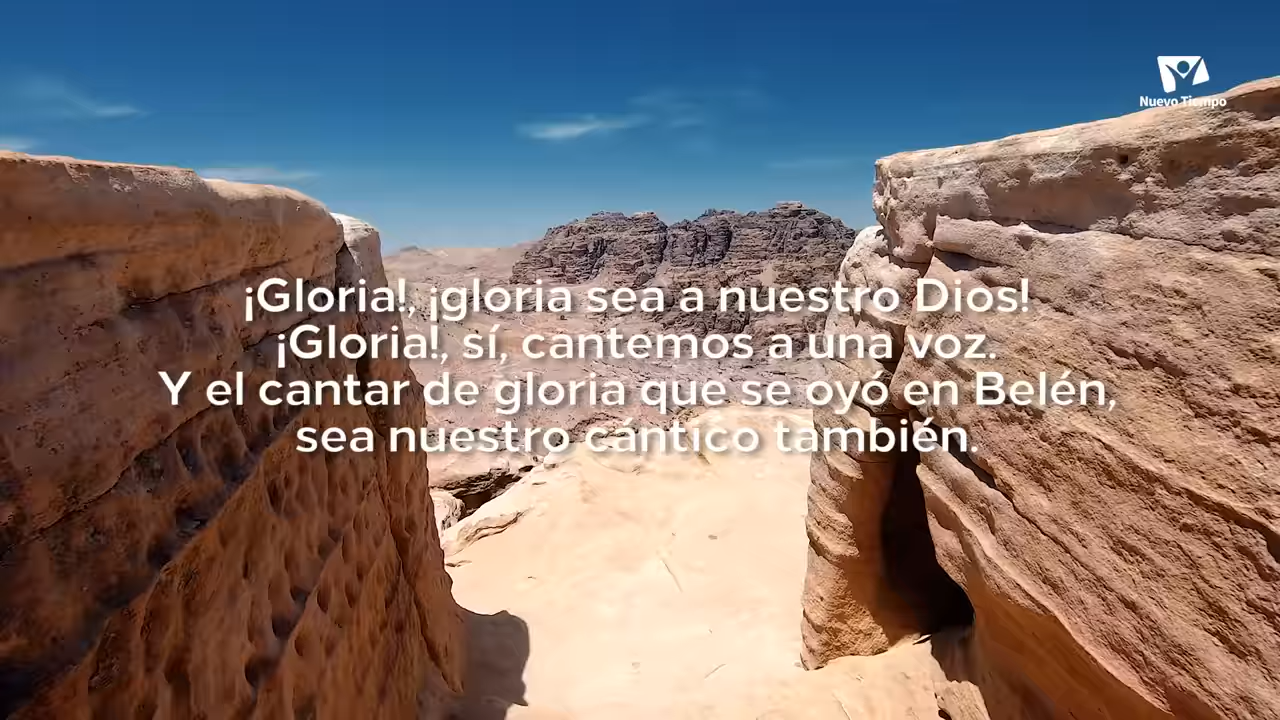 Nuevo Tiempo
¡Gloria!, ¡gloria sea a nuestro Dios!
¡Gloria!, sí, cantemos a una voz.
Y el cantar de gloria que se oyó en Belén,
sea nuestro cántico también.